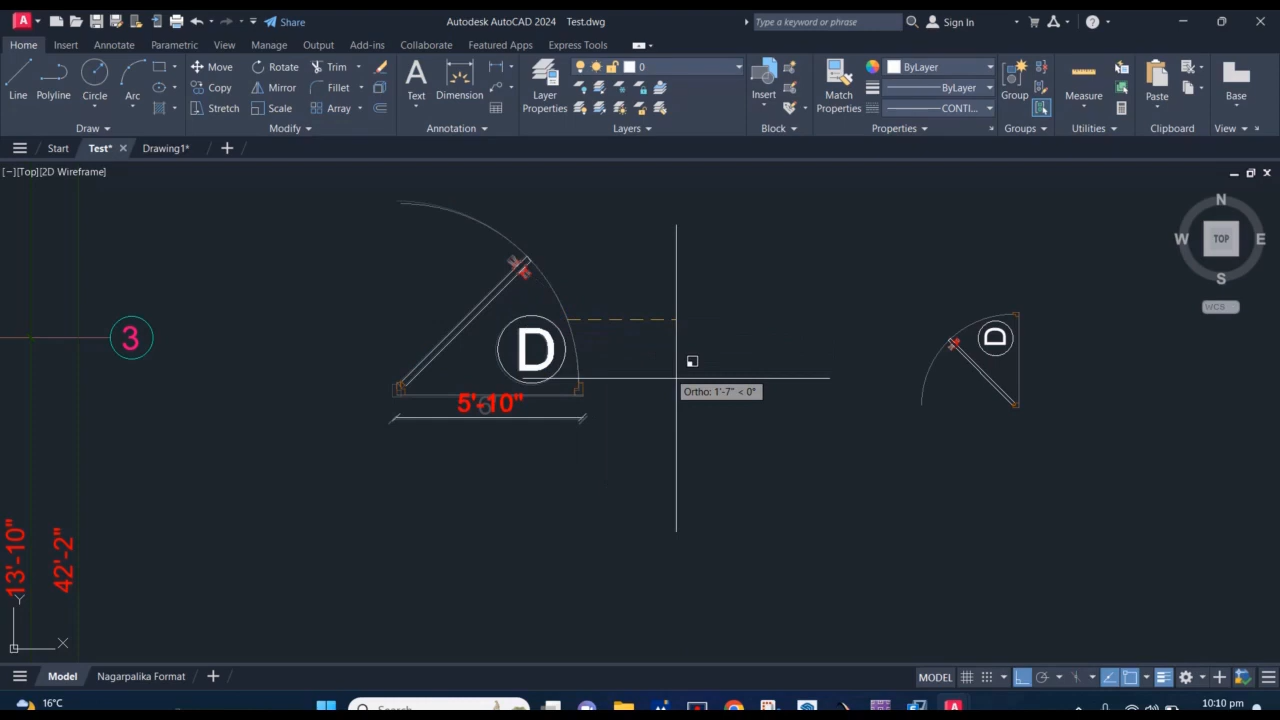 Share
Autodesk AutoCAD 2024 Test.dwg
Type a keyword or phrase
Sign In
Home Insert Annotate Parametric View Manage Output Add-ins Collaborate Featured Apps Express Tools
Line Polyline Circle Arc
Move Rotate Trim
Copy Mirror Fillet
Stretch Scale Array
Text Dimension
Layer Properties
0
Insert
Match Properties
ByLayer
ByLayer
CONTI...
Group
Measure
Paste
Base
Draw Modify Annotation Layers Block Properties Groups Utilities Clipboard View
Start Test* Drawing1*
[−][Top][2D Wireframe]
N
W TOP E
S
WCS
3
D
D
5'-10"
Ortho: 1'-7" < 0°
13'-10"
42'-2"
Y
X
Model Nagarpalika Format
MODEL
16°C
Search
10:10 pm